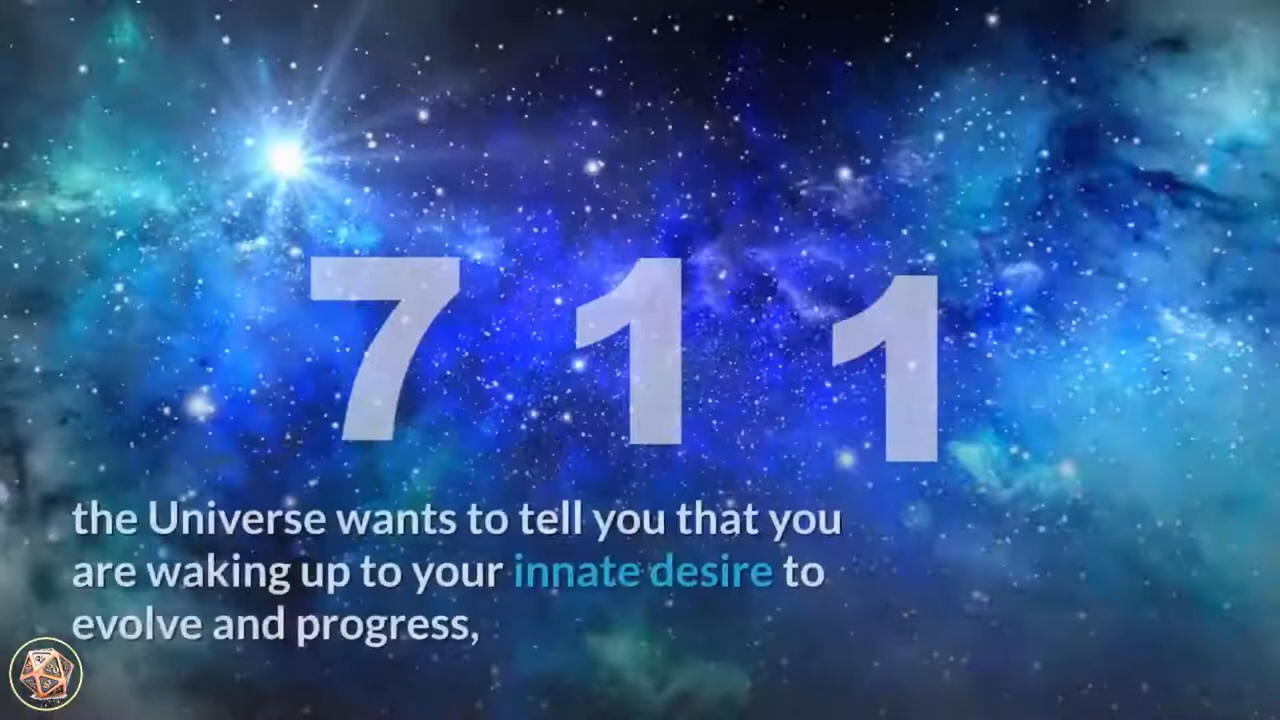 7 1 1
the Universe wants to tell you that you
are waking up to your innate desire to
evolve and progress,